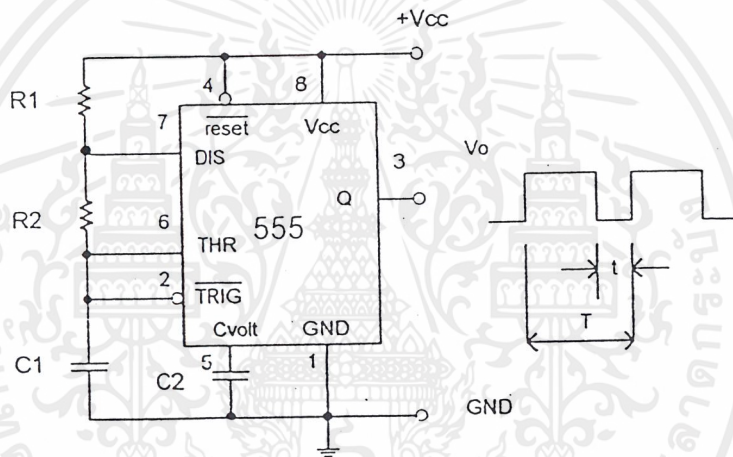 +Vcc
R1
4
8
7
reset
Vcc
DIS
3
Vo
R2
Q
6
555
THR
2
TRIG
t
T
Cvolt
GND
C1
5
C2
1
GND